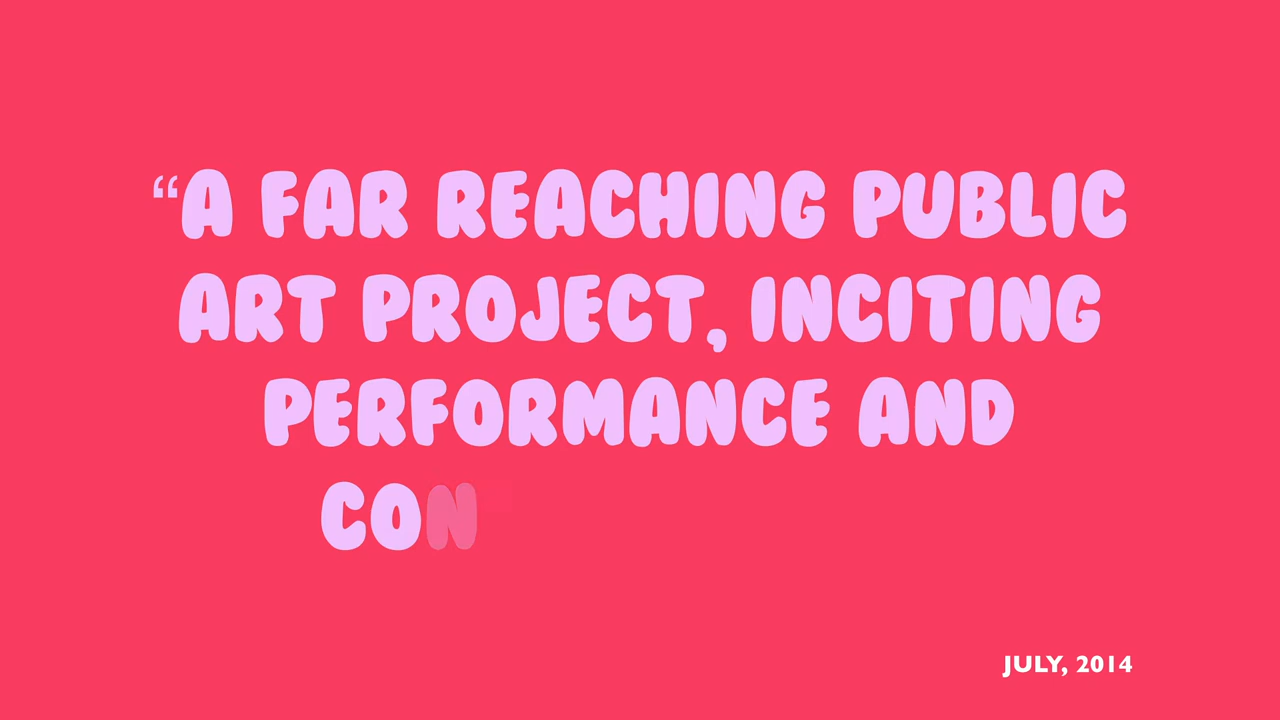 “A FAR REACHING PUBLIC
ART PROJECT, INCITING
PERFORMANCE AND
CON
JULY, 2014